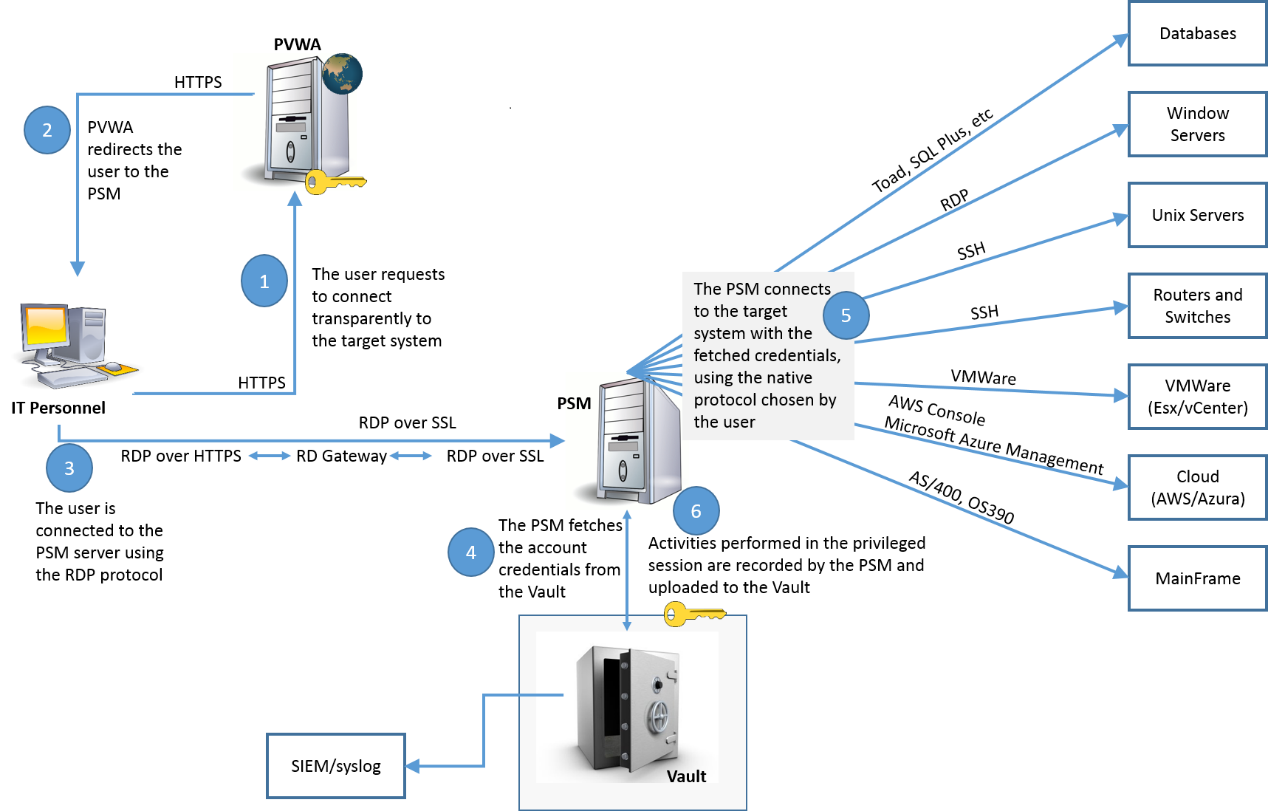 PVWA
HTTPS
2
PVWA
redirects the
user to the
PSM
1
The user requests
to connect
transparently to
the target system
HTTPS
IT Personnel
RDP over SSL
RDP over HTTPS
RD Gateway
RDP over SSL
3
The user is
connected to the
PSM server using
the RDP protocol
PSM
4
The PSM fetches
the account
credentials from
the Vault
5
The PSM connects
to the target
system with the
fetched credentials,
using the native
protocol chosen by
the user
6
Activities performed in the privileged
session are recorded by the PSM and
uploaded to the Vault
Vault
SIEM/syslog
Toad, SQL Plus, etc
Databases
RDP
Window
Servers
SSH
Unix Servers
SSH
Routers and
Switches
VMWare
VMWare
(Esx/vCenter)
AWS Console
Microsoft Azure Management
Cloud
(AWS/Azura)
AS/400, OS390
MainFrame